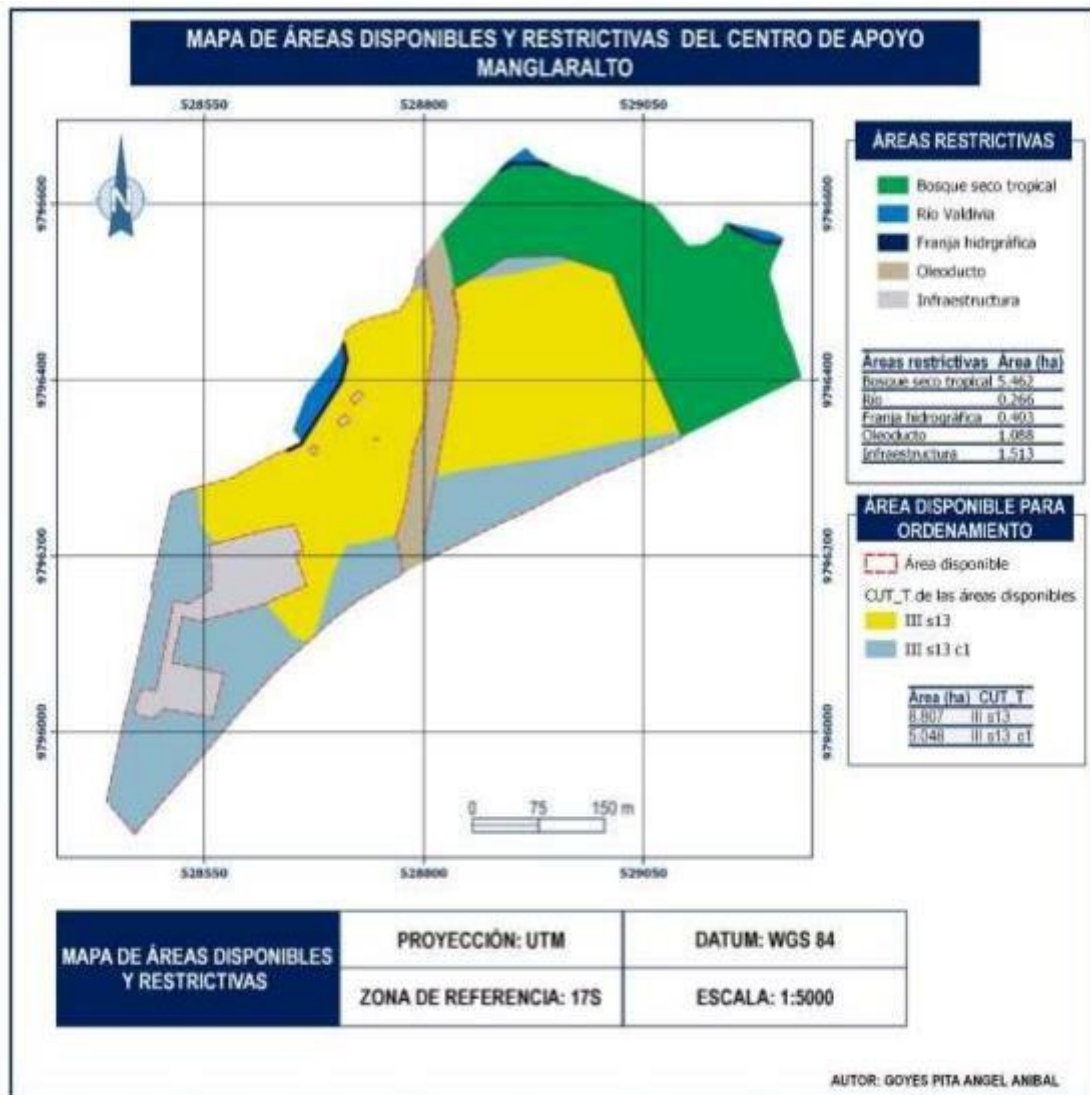 MAPA DE ÁREAS DISPONIBLES Y RESTRICTIVAS DEL CENTRO DE APOYO
MANGLARALTO
528550 528800 529050
ÁREAS RESTRICTIVAS
Bosque seco tropical
Río Valdivia
Franja hidrgráfica
Oleoducto
Infraestructura
Áreas restrictivas Área (ha)
Bosque seco tropical 5.462
Río 0.266
Franja hidrográfica 0.403
Oleoducto 1.088
Infraestructura 1.513
ÁREA DISPONIBLE PARA
ORDENAMIENTO
Área disponible
CUT_T de las áreas disponibles
III s13
III s13 c1
Área (ha) CUT_T
8.807 III s13
5.048 III s13 c1
9796600 9796600
9796400 9796400
9796200 9796200
9796000 9796000
N
0 75 150 m
528550 528800 529050
MAPA DE ÁREAS DISPONIBLES
Y RESTRICTIVAS
PROYECCIÓN: UTM
DATUM: WGS 84
ZONA DE REFERENCIA: 17S
ESCALA: 1:5000
AUTOR: GOYES PITA ANGEL ANIBAL